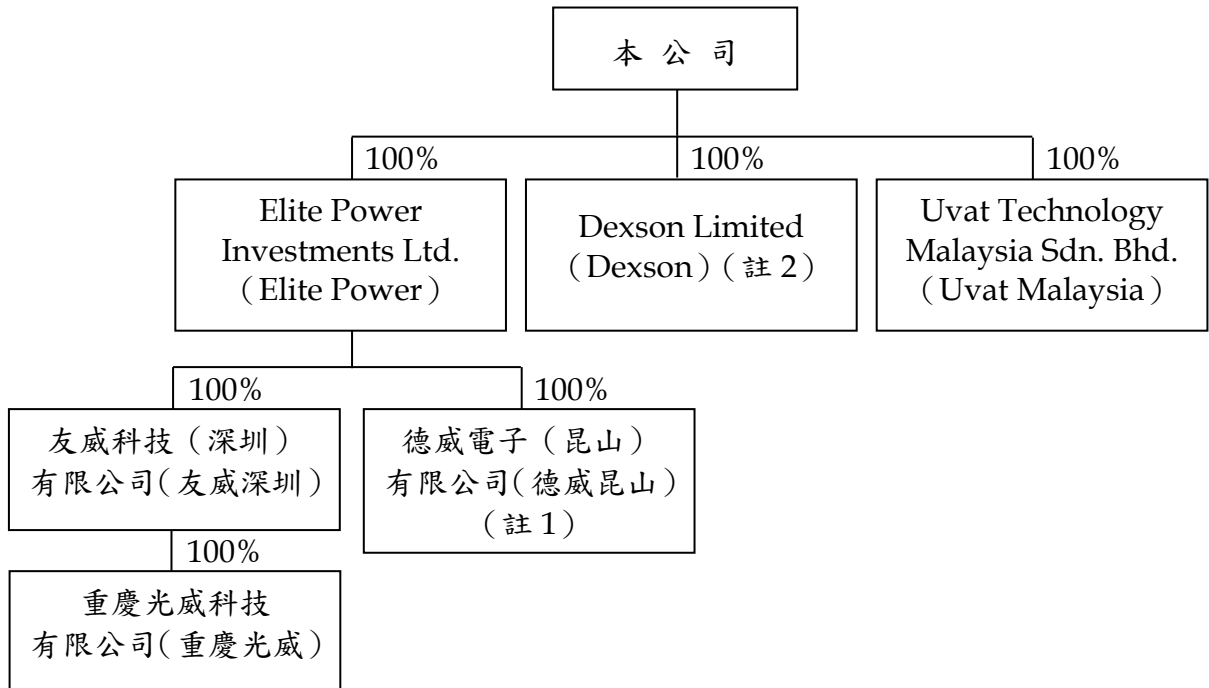 本 公 司
100%
100%
100%
Elite Power
Investments Ltd.
（Elite Power）
Dexson Limited
（Dexson）（註 2）
Uvat Technology
Malaysia Sdn. Bhd.
（Uvat Malaysia）
100%
100%
友威科技（深圳）
有限公司（友威深圳）
德威電子（昆山）
有限公司（德威昆山）
（註 1）
100%
重慶光威科技
有限公司（重慶光威）